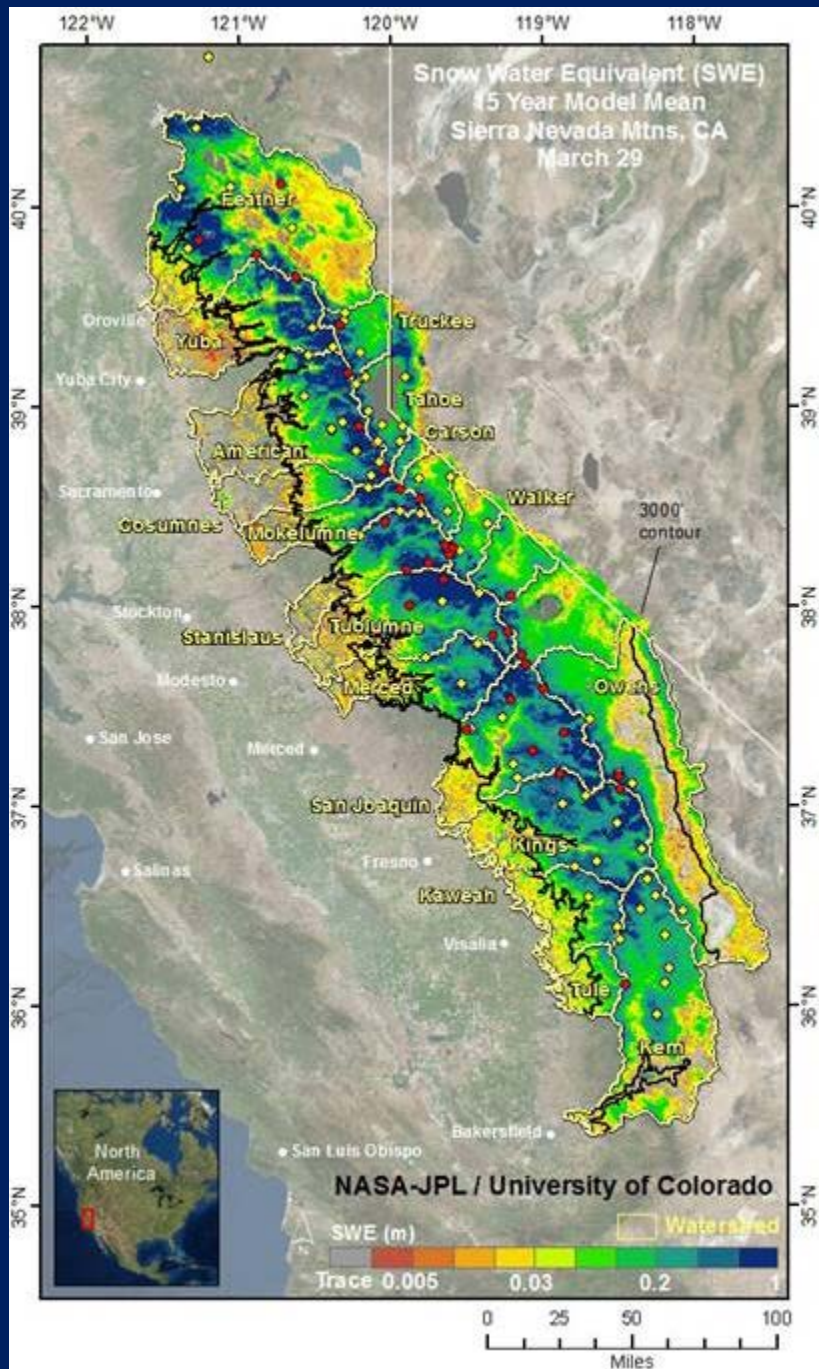 122°W 121°W 120°W 119°W 118°W
Snow Water Equivalent (SWE)
15 Year Model Mean
Sierra Nevada Mtns, CA
March 29
40°N
40°N
Feather
Oroville
Truckee
Yuba
Yuba City
39°N
39°N
Tahoe
Carson
American
Sacramento
Walker
3000'
contour
Cosumnes
Mokelumne
38°N
38°N
Stockton
Stanislaus
Tuolumne
Modesto
Merced
Owens
San Jose
Merced
37°N
37°N
San Joaquin
Salinas
Fresno
Kings
Kaweah
Visalia
36°N
36°N
Tule
Kern
Bakersfield
San Luis Obispo
North
America
35°N
35°N
NASA-JPL / University of Colorado
SWE (m)
Watershed
N
Trace 0.005 0.03 0.2 1
0 25 50 100
Miles